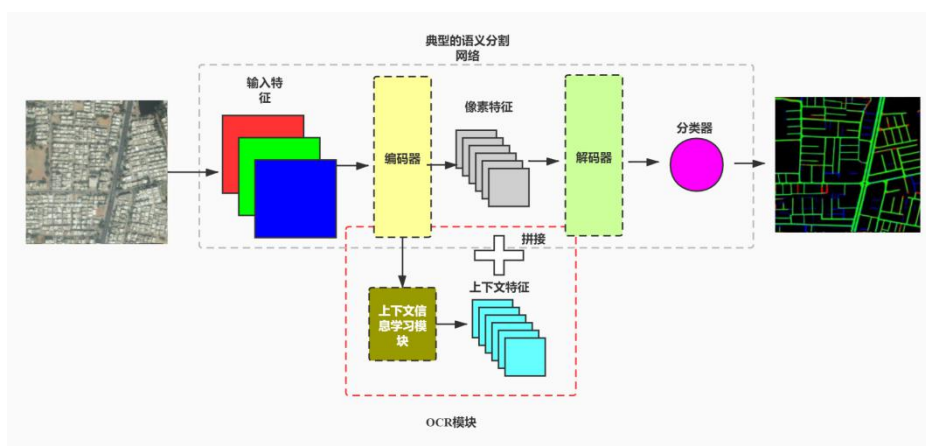 典型的语义分割
网络
输入特
征
编码器
像素特征
解码器
分类器
拼接
上下文信
息学习模
块
上下文特征
OCR模块